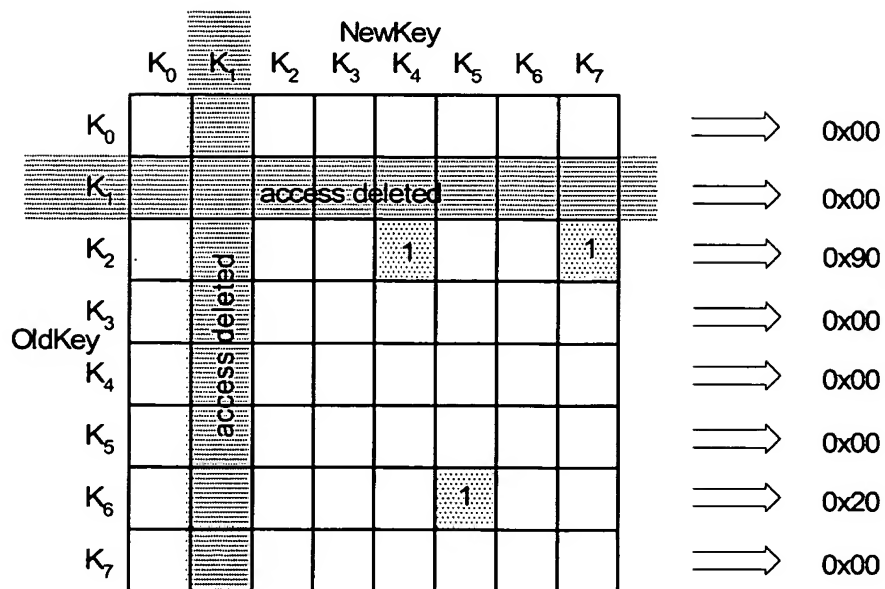 NewKey
K₀ K₁ K₂ K₃ K₄ K₅ K₆ K₇
K₀ 0x00
K₁ access deleted 0x00
K₂ 1 1 0x90
K₃ 0x00
OldKey
access deleted
K₄ 0x00
K₅ 0x00
K₆ 1 0x20
K₇ 0x00